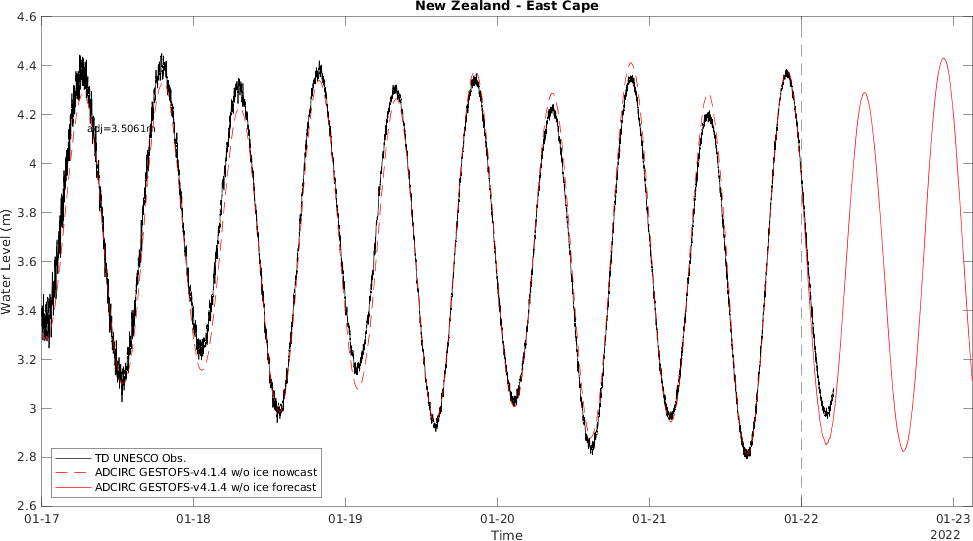 New Zealand - East Cape
4.6
4.4
4.2
4
3.8
3.6
3.4
3.2
3
2.8
2.6
Water Level (m)
adj=3.5061m
TD UNESCO Obs.
ADCIRC GESTOFS-v4.1.4 w/o ice nowcast
ADCIRC GESTOFS-v4.1.4 w/o ice forecast
01-17 01-18 01-19 01-20 01-21 01-22 01-23
Time 2022